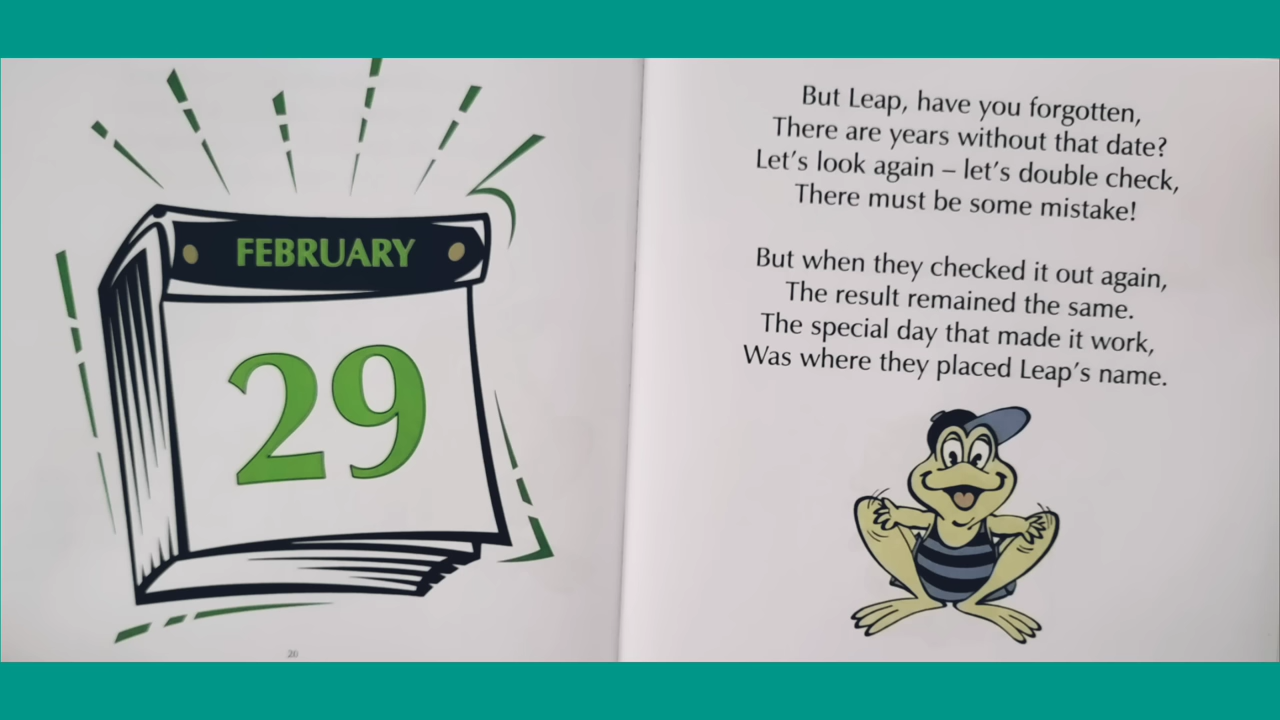 FEBRUARY
29
20
But Leap, have you forgotten,
There are years without that date?
Let's look again – let's double check,
There must be some mistake!
But when they checked it out again,
The result remained the same.
The special day that made it work,
Was where they placed Leap's name.